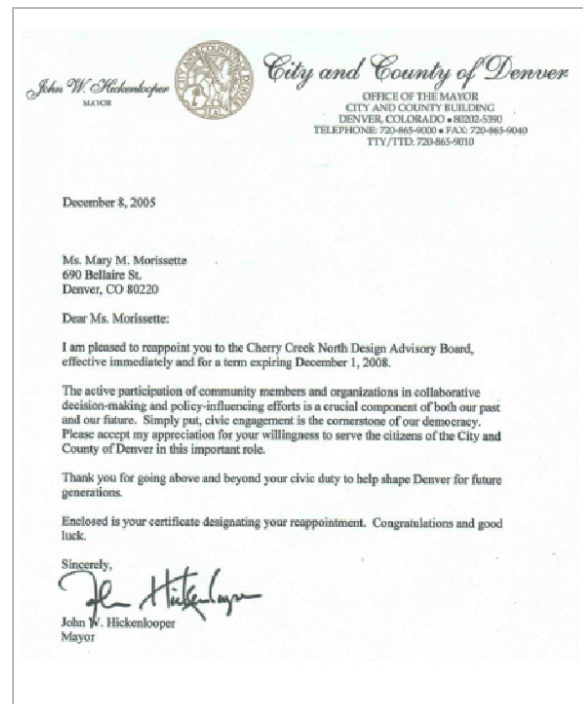 John W. Hickenlooper
MAYOR
City and County of Denver
OFFICE OF THE MAYOR
CITY AND COUNTY BUILDING
DENVER, COLORADO • 80202-5390
TELEPHONE: 720-865-9000 • FAX: 720-865-9040
TTY/TTD: 720-865-9010
December 8, 2005
Ms. Mary M. Morissette
690 Bellaire St.
Denver, CO 80220
Dear Ms. Morissette:
I am pleased to reappoint you to the Cherry Creek North Design Advisory Board,
effective immediately and for a term expiring December 1, 2008.
The active participation of community members and organizations in collaborative
decision-making and policy-influencing efforts is a crucial component of both our past
and our future. Simply put, civic engagement is the cornerstone of our democracy.
Please accept my appreciation for your willingness to serve the citizens of the City and
County of Denver in this important role.
Thank you for going above and beyond your civic duty to help shape Denver for future
generations.
Enclosed is your certificate designating your reappointment. Congratulations and good
luck.
Sincerely,
John Hickenlooper
John W. Hickenlooper
Mayor